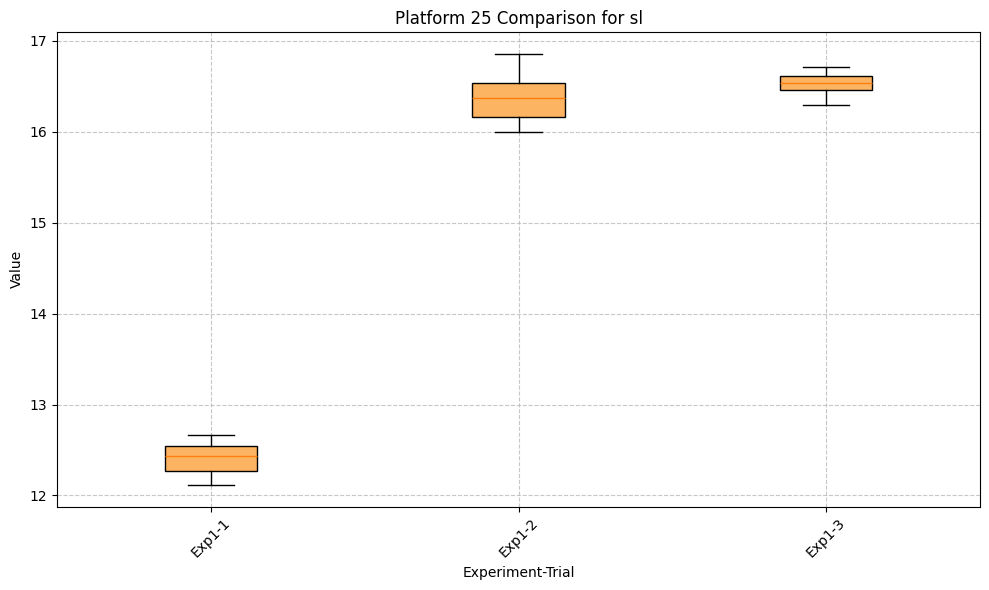 Platform 25 Comparison for sl
17
16
15
14
13
12
Value
Exp1-1
Exp1-2
Exp1-3
Experiment-Trial